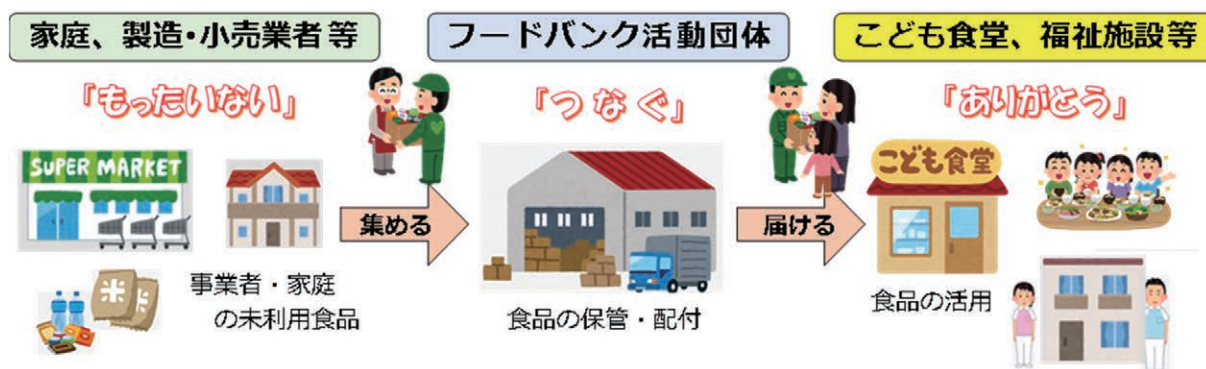 家庭、製造・小売業者等
フードバンク活動団体
こども食堂、福祉施設等
「もったいない」
「つなぐ」
「ありがとう」
SUPER MARKET
こども食堂
集める
届ける
米
事業者・家庭
の未利用食品
食品の保管・配付
食品の活用